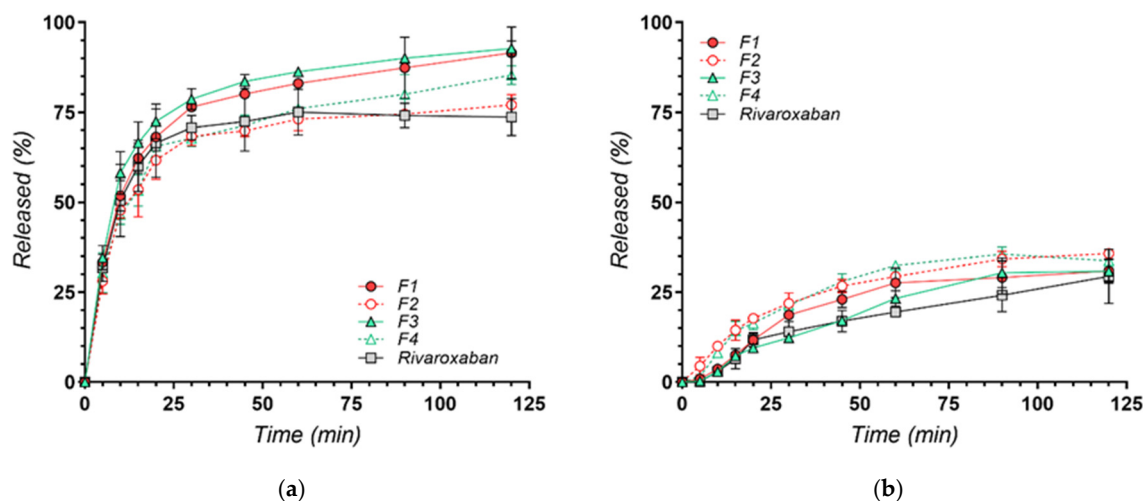 100
75
50
25
0
Released (%)
F1
F2
F3
F4
Rivaroxaban
0
25
50
75
100
125
Time (min)
(a)
100
75
50
25
0
Released (%)
F1
F2
F3
F4
Rivaroxaban
0
25
50
75
100
125
Time (min)
(b)